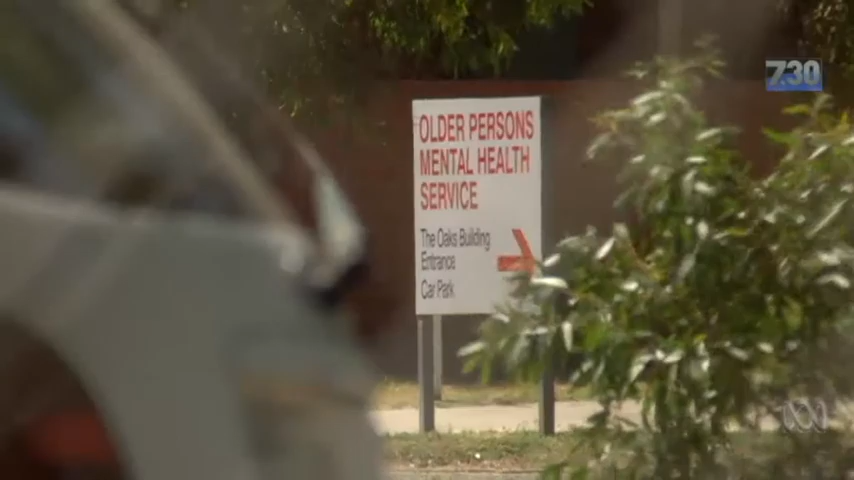 7.30
OLDER PERSONS
MENTAL HEALTH
SERVICE
The Oaks Building
Entrance
Car Park